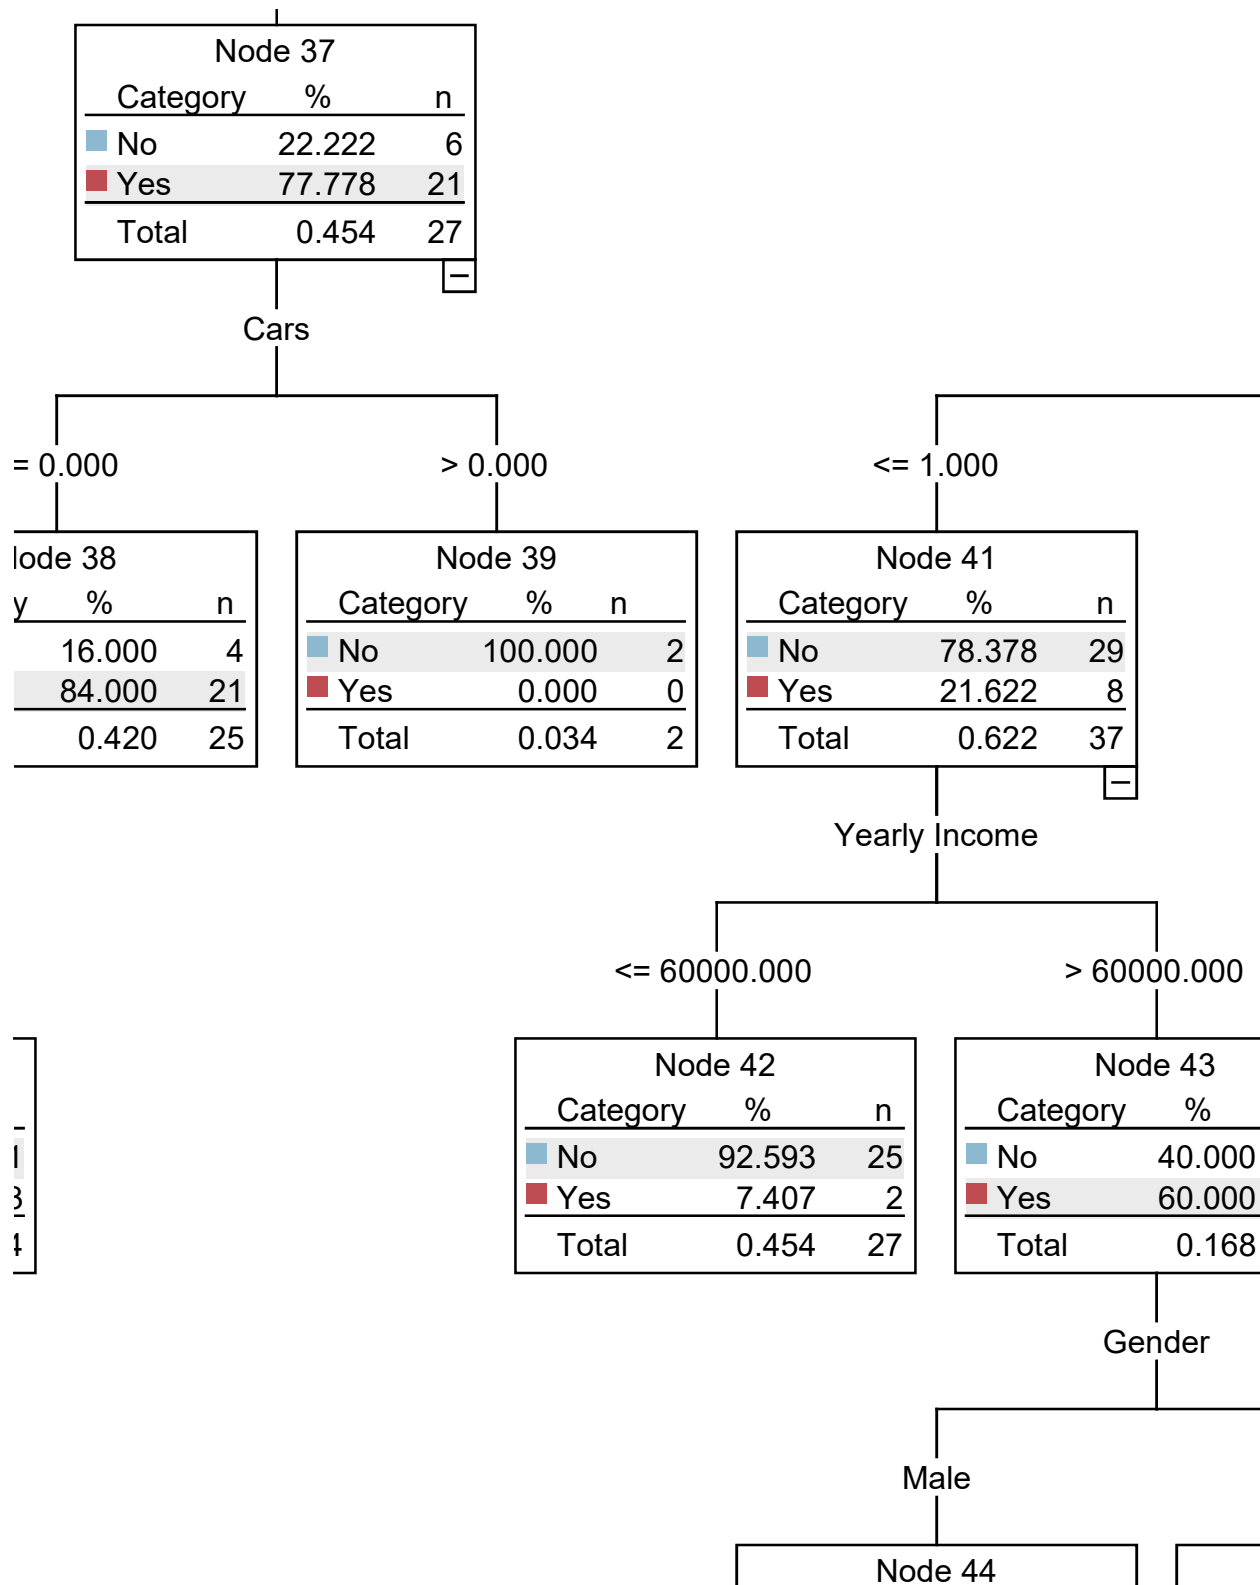 Node 37
Category % n
No 22.222 6
Yes 77.778 21
Total 0.454 27
Cars
= 0.000
> 0.000
<= 1.000
Node 38
% n
16.000 4
84.000 21
0.420 25
Node 39
Category % n
No 100.000 2
Yes 0.000 0
Total 0.034 2
Node 41
Category % n
No 78.378 29
Yes 21.622 8
Total 0.622 37
Yearly Income
<= 60000.000
> 60000.000
Node 42
Category % n
No 92.593 25
Yes 7.407 2
Total 0.454 27
Node 43
Category %
No 40.000
Yes 60.000
Total 0.168
Gender
Male
Node 44